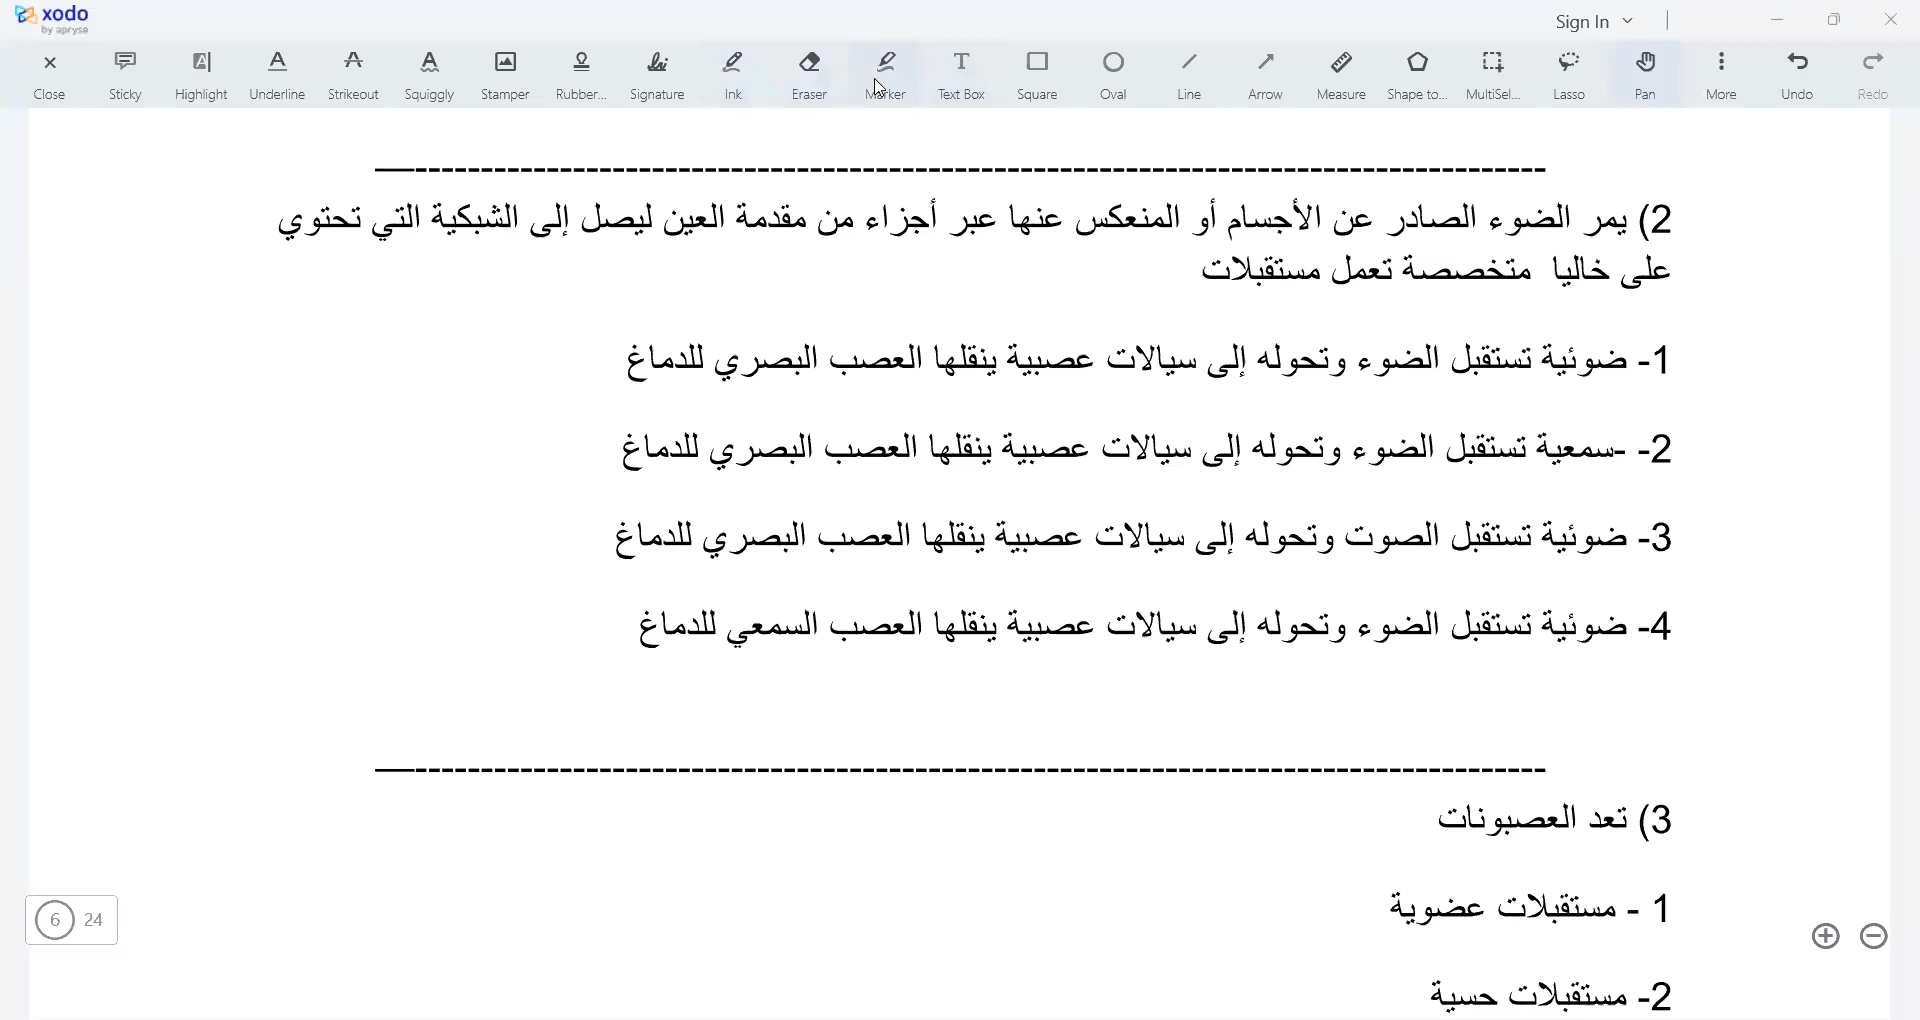 xodo
by apryse
Sign In
Close Sticky Highlight Underline Strikeout Squiggly Stamper Rubber... Signature Ink Eraser Marker Text Box Square Oval Line Arrow Measure Shape to... MultiSel... Lasso Pan More Undo Redo
2) يمر الضوء الصادر عن الأجسام أو المنعكس عنها عبر أجزاء من مقدمة العين ليصل إلى الشبكية التي تحتوي
على خاليا متخصصة تعمل مستقبلات
1- ضوئية تستقبل الضوء وتحوله إلى سيالات عصبية ينقلها العصب البصري للدماغ
2- -سمعية تستقبل الضوء وتحوله إلى سيالات عصبية ينقلها العصب البصري للدماغ
3- ضوئية تستقبل الصوت وتحوله إلى سيالات عصبية ينقلها العصب البصري للدماغ
4- ضوئية تستقبل الضوء وتحوله إلى سيالات عصبية ينقلها العصب السمعي للدماغ
3) تعد العصبونات
1 - مستقبلات عضوية
2- مستقبلات حسية
6 24